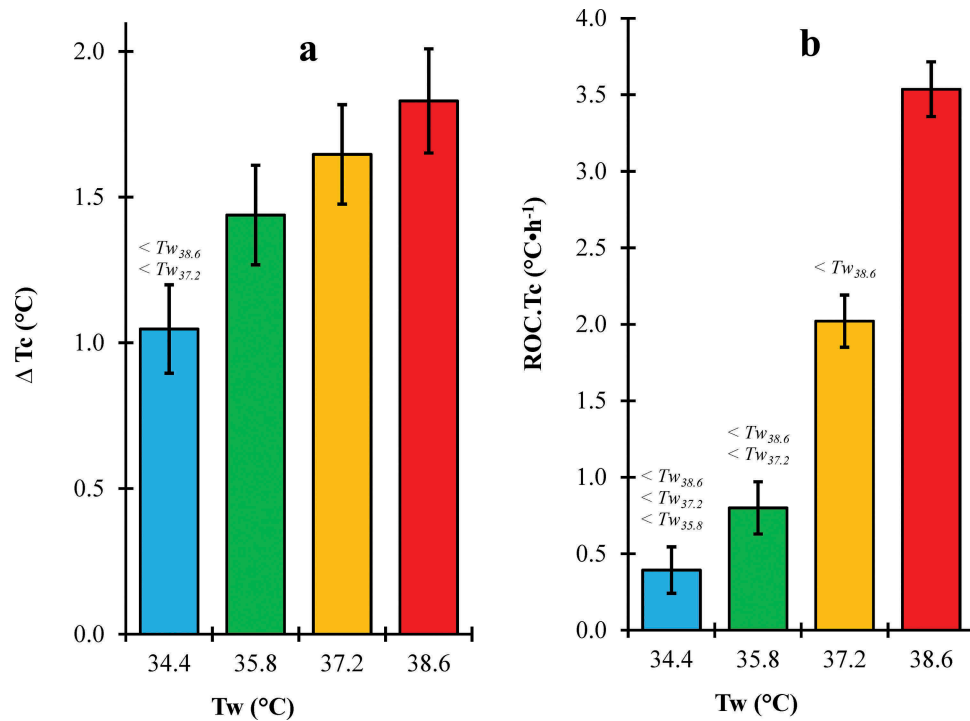 a
Δ Tc (°C)
2.0
1.5
1.0
0.5
0.0
< Tw38.6
< Tw37.2
34.4 35.8 37.2 38.6
Tw (°C)
b
ROC.Tc (°C•h-1)
4.0
3.5
3.0
2.5
2.0
1.5
1.0
0.5
0.0
< Tw38.6
< Tw37.2
< Tw35.8
< Tw38.6
< Tw37.2
< Tw38.6
34.4 35.8 37.2 38.6
Tw (°C)